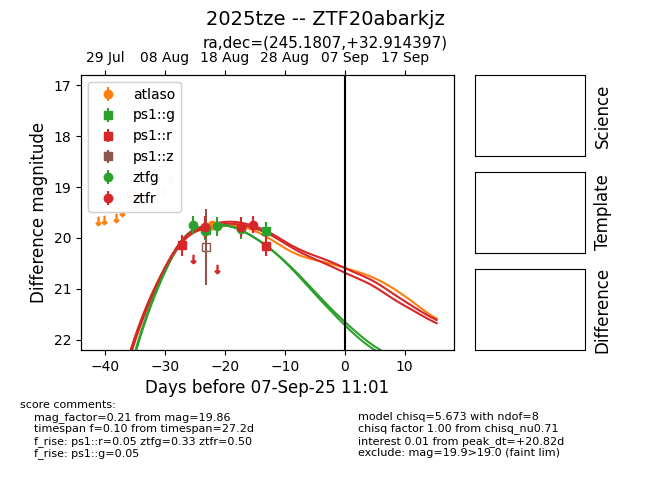 2025tze -- ZTF20abarkjz
ra,dec=(245.1807,+32.914397)
29 Jul 08 Aug 18 Aug 28 Aug 07 Sep 17 Sep
17
18
19
20
21
22
Difference magnitude
atlaso
ps1::g
ps1::r
ps1::z
ztfg
ztfr
−40 −30 −20 −10 0 10
Days before 07-Sep-25 11:01
Science
Template
Difference
score comments:
mag_factor=0.21 from mag=19.86
timespan f=0.10 from timespan=27.2d
f_rise: ps1::r=0.05 ztfg=0.33 ztfr=0.50
f_rise: ps1::g=0.05
model chisq=5.673 with ndof=8
chisq factor 1.00 from chisq_nu0.71
interest 0.01 from peak_dt=+20.82d
exclude: mag=19.9>19.0 (faint lim)